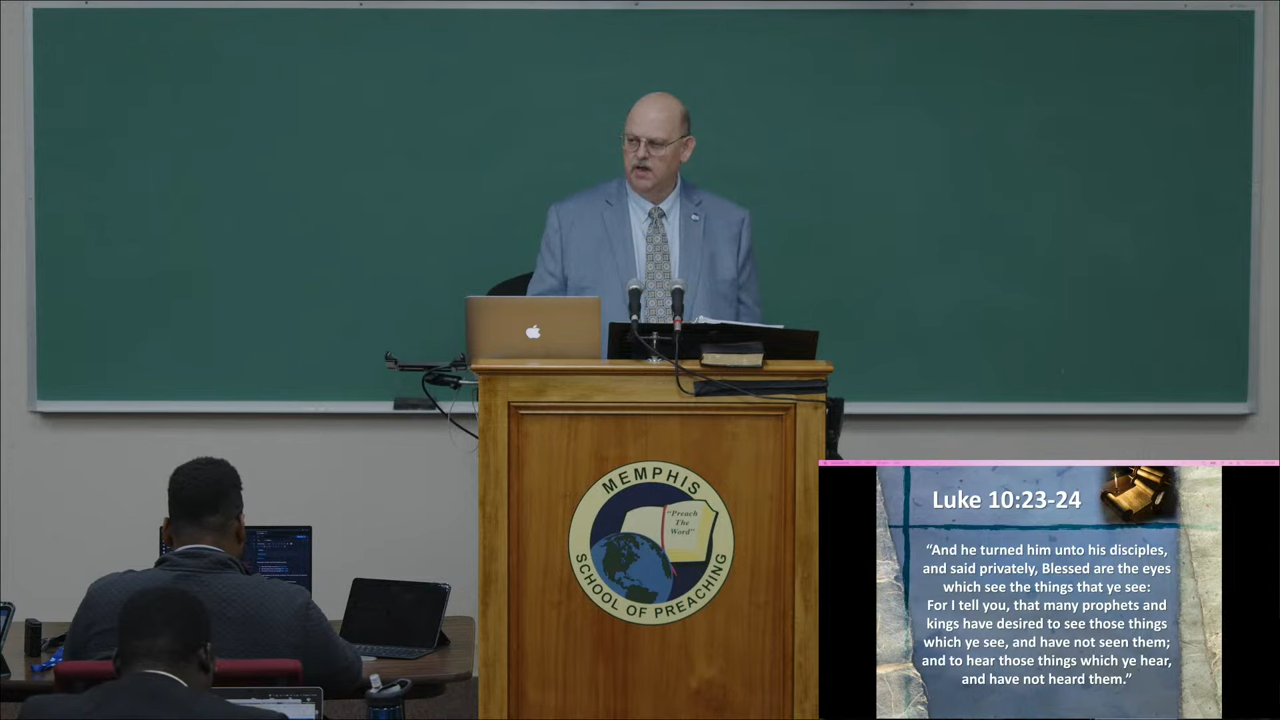 MEMPHIS
"Preach
The
Word"
SCHOOL OF PREACHING
Luke 10:23-24
“And he turned him unto his disciples,
and said privately, Blessed are the eyes
which see the things that ye see:
For I tell you, that many prophets and
kings have desired to see those things
which ye see, and have not seen them;
and to hear those things which ye hear,
and have not heard them.”